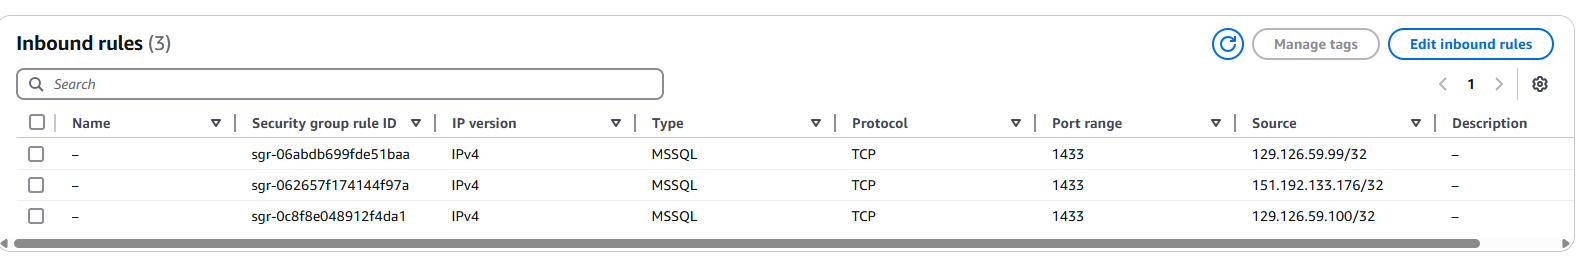 Inbound rules (3)
Manage tags
Edit inbound rules
Search
1
Name Security group rule ID IP version Type Protocol Port range Source Description
– sgr-06abdb699fde51baa IPv4 MSSQL TCP 1433 129.126.59.99/32 –
– sgr-062657f174144f97a IPv4 MSSQL TCP 1433 151.192.133.176/32 –
– sgr-0c8f8e048912f4da1 IPv4 MSSQL TCP 1433 129.126.59.100/32 –